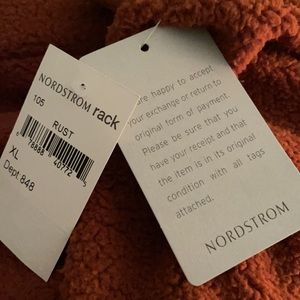 NORDSTROM rack
105
RUST
XL
Dept 848
are happy to accept
your exchange or return to
original form of payment.
Please be sure that you
have your receipt and that
the item is in its original
condition with all tags
attached.
NORDSTROM